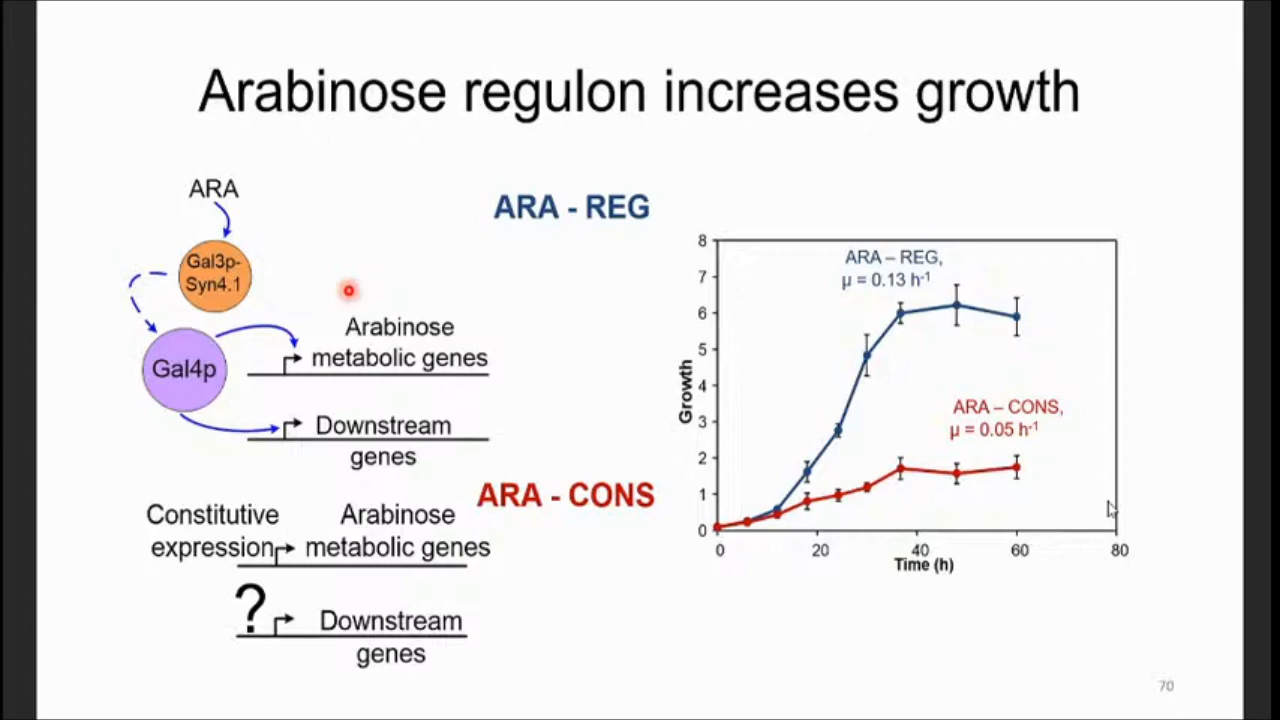 Arabinose regulon increases growth
ARA
Gal3p-
Syn4.1
Gal4p
Arabinose
metabolic genes
Downstream
genes
ARA - REG
Constitutive
expression
Arabinose
metabolic genes
ARA - CONS
?
Downstream
genes
8
7
6
5
4
3
2
1
0
Growth
ARA – REG,
µ = 0.13 h-1
ARA – CONS,
µ = 0.05 h-1
0 20 40 60 80
Time (h)
70